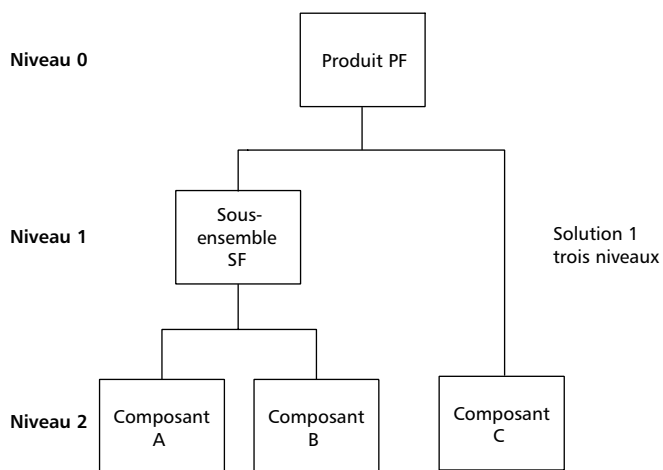 Niveau 0
Produit PF
Niveau 1
Sous-
ensemble
SF
Solution 1
trois niveaux
Niveau 2
Composant
A
Composant
B
Composant
C